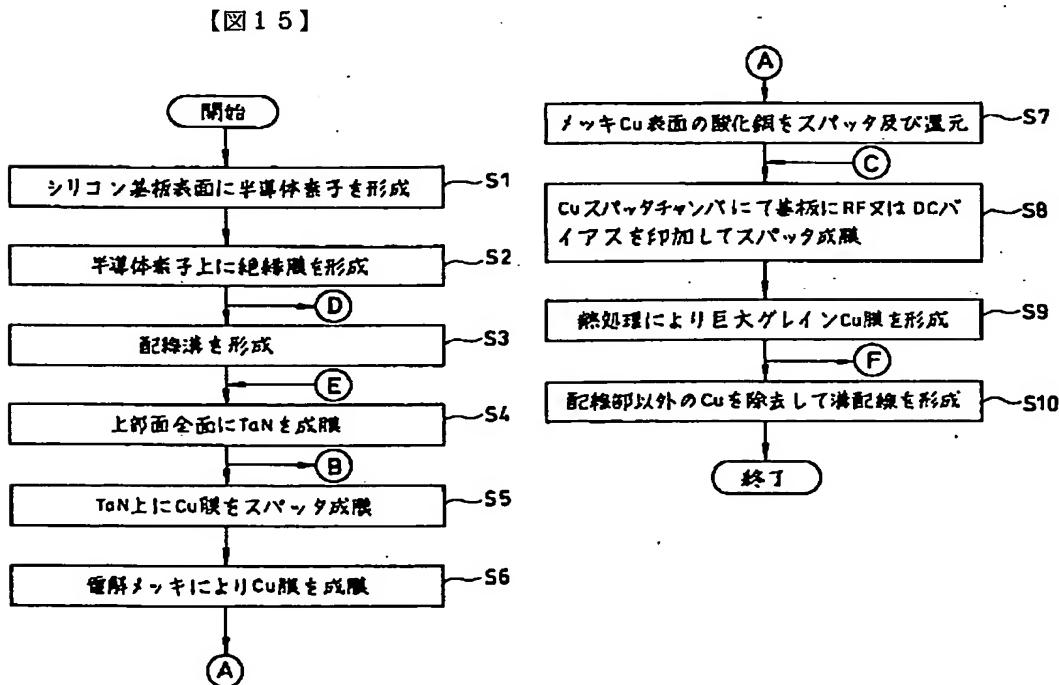 【図15】
開始
シリコン基板表面に半導体素子を形成
S1
半導体素子上に絶縁膜を形成
S2
D
配線溝を形成
S3
E
上部面全面にTaNを成膜
S4
B
TaN上にCu膜をスパッタ成膜
S5
電解メッキによりCu膜を成膜
S6
A
A
メッキCu表面の酸化銅をスパッタ及び還元
S7
C
Cuスパッタチャンバにて基板にRF又はDCバ
イアスを印加してスパッタ成膜
S8
熱処理により巨大グレインCu膜を形成
S9
F
配線部以外のCuを除去して溝配線を形成
S10
終了